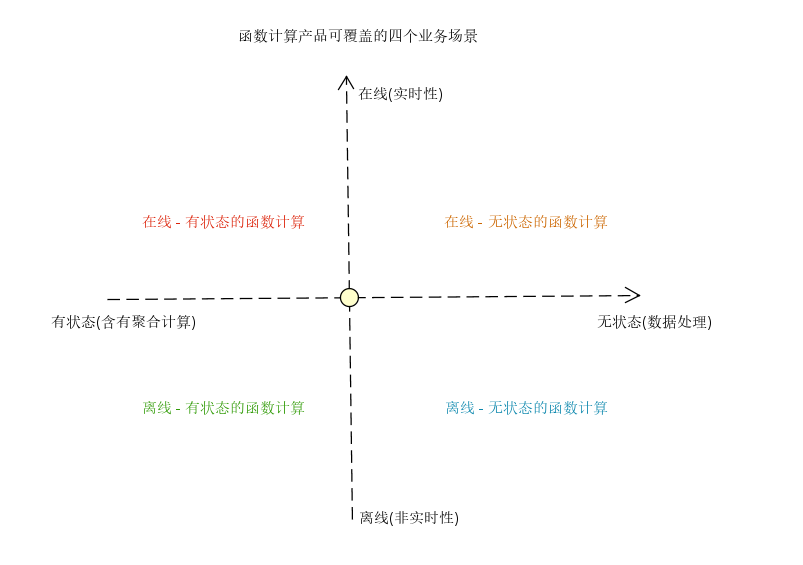 函数计算产品可覆盖的四个业务场景
在线(实时性)
在线 - 有状态的函数计算
在线 - 无状态的函数计算
有状态(含有聚合计算)
无状态(数据处理)
离线 - 有状态的函数计算
离线 - 无状态的函数计算
离线(非实时性)